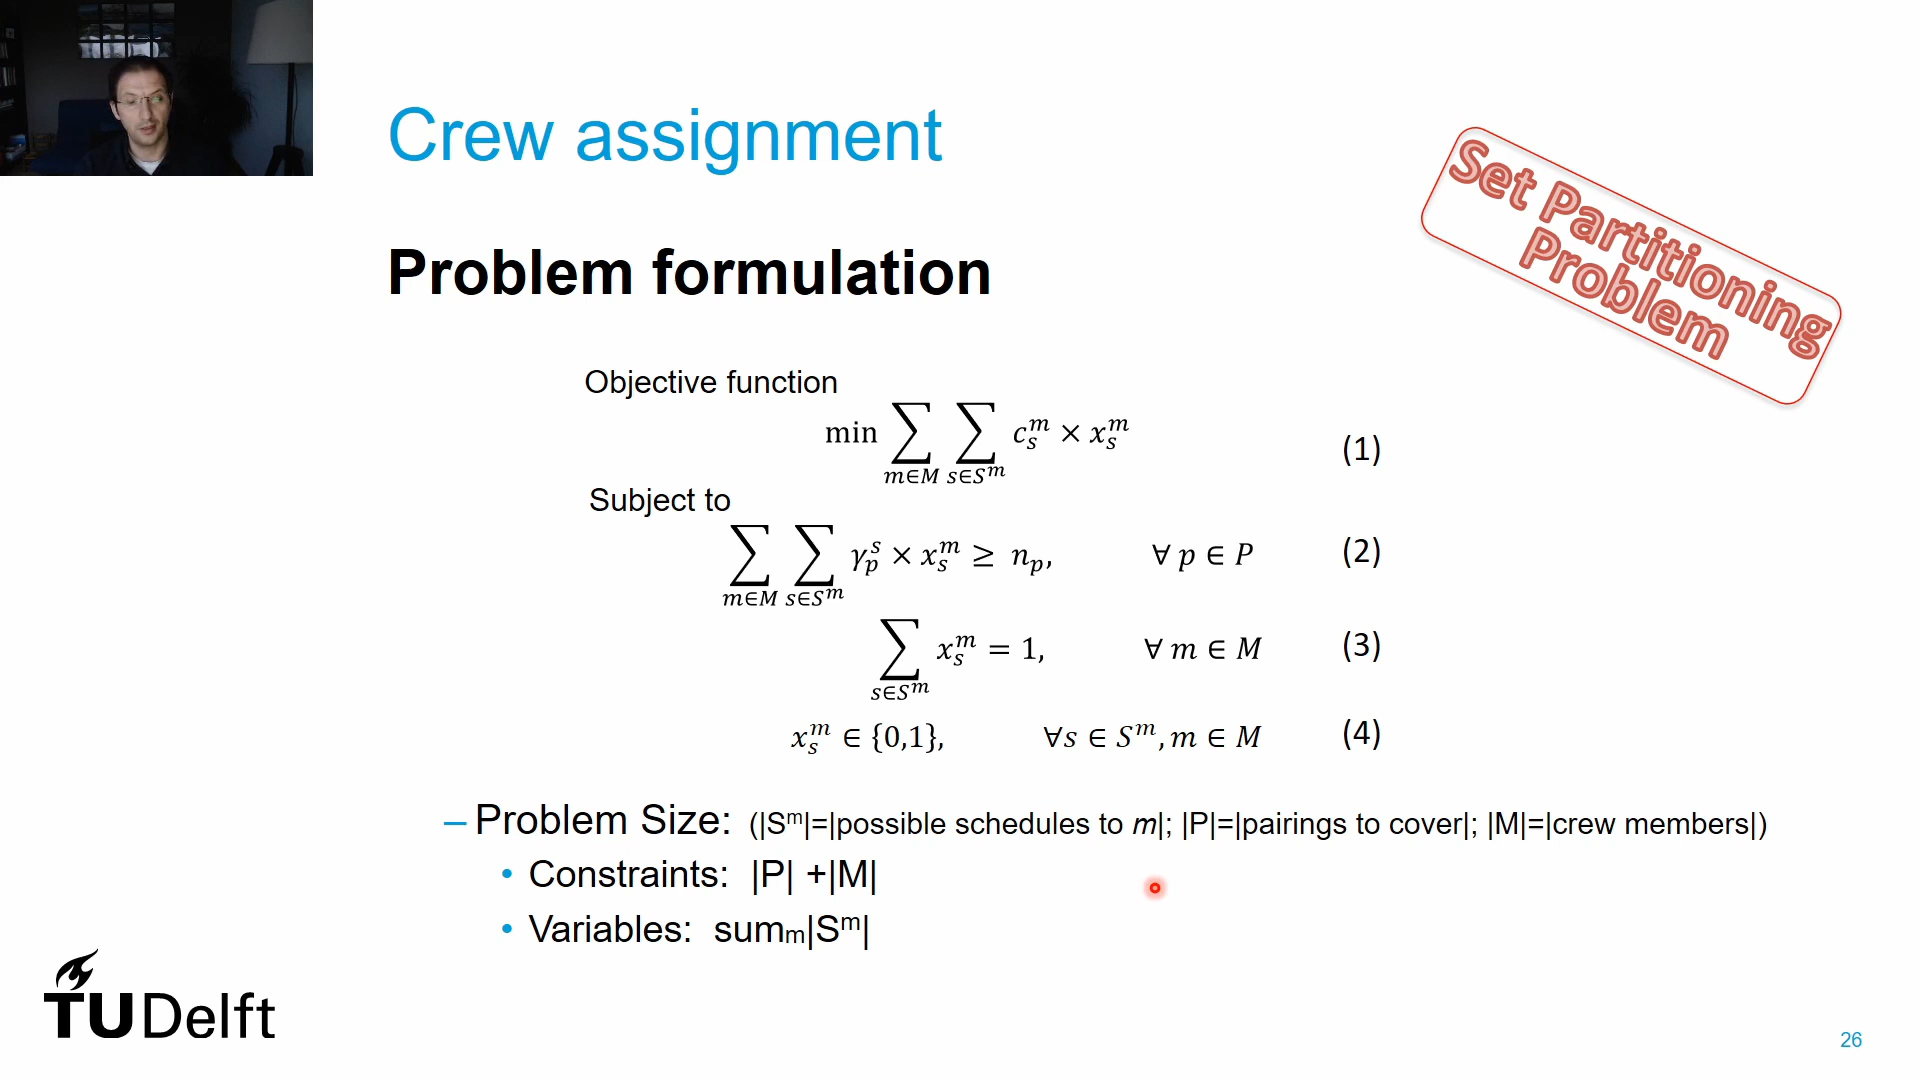 Crew assignment
Set Partitioning
Problem
Problem formulation
Objective function
min ∑_{m∈M} ∑_{s∈S^m} c_s^m × x_s^m (1)
Subject to
∑_{m∈M} ∑_{s∈S^m} γ_p^s × x_s^m ≥ n_p, ∀ p ∈ P (2)
∑_{s∈S^m} x_s^m = 1, ∀ m ∈ M (3)
x_s^m ∈ {0,1}, ∀s ∈ S^m, m ∈ M (4)
– Problem Size: (|S^m|=|possible schedules to m|; |P|=|pairings to cover|; |M|=|crew members|)
• Constraints: |P| +|M|
• Variables: sum_m|S^m|
TUDelft
26